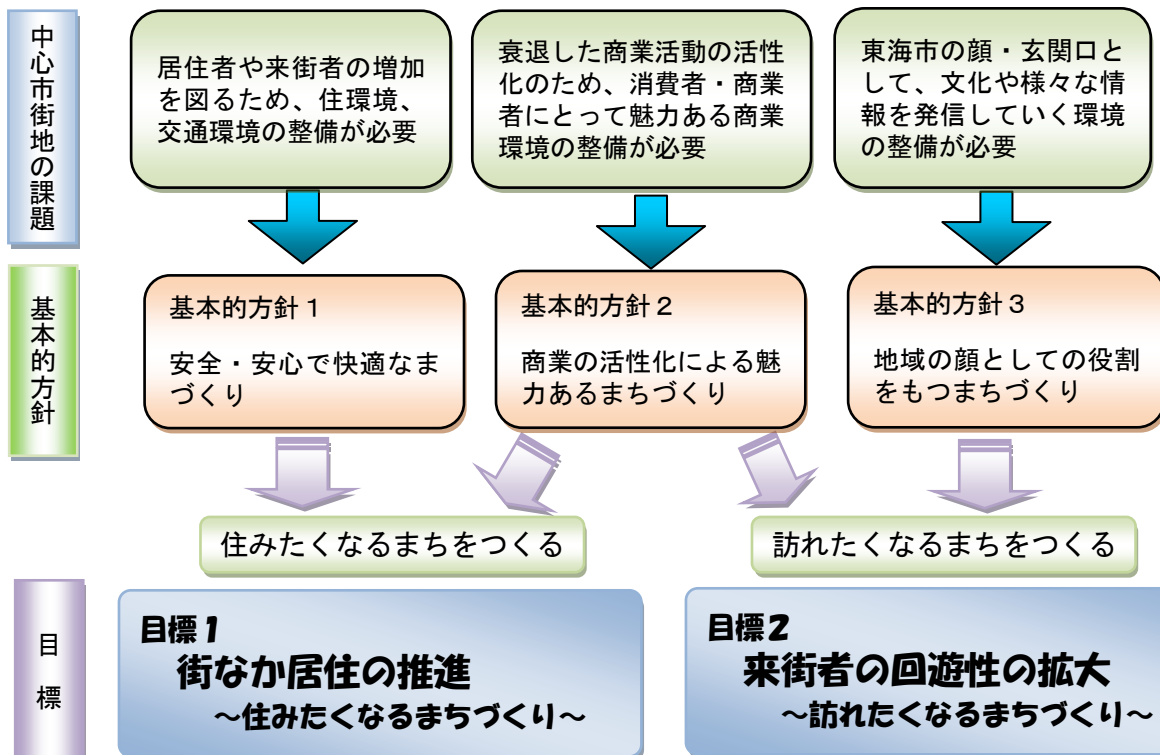 中心市街地の課題
居住者や来街者の増加
を図るため、住環境、
交通環境の整備が必要
衰退した商業活動の活性
化のため、消費者・商業
者にとって魅力ある商業
環境の整備が必要
東海市の顔・玄関口と
して、文化や様々な情
報を発信していく環境
の整備が必要
基本的方針
基本的方針１
安全・安心で快適なま
ちづくり
基本的方針２
商業の活性化による魅
力あるまちづくり
基本的方針３
地域の顔としての役割
をもつまちづくり
住みたくなるまちをつくる
訪れたくなるまちをつくる
目標
目標１
街なか居住の推進
～住みたくなるまちづくり～
目標２
来街者の回遊性の拡大
～訪れたくなるまちづくり～